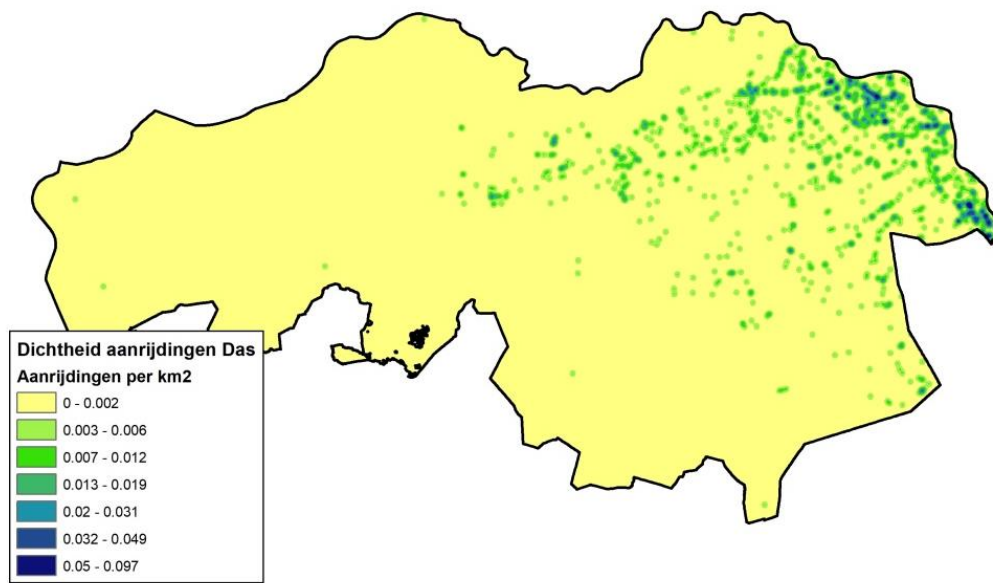 Dichtheid aanrijdingen Das
Aanrijdingen per km2
0 - 0.002
0.003 - 0.006
0.007 - 0.012
0.013 - 0.019
0.02 - 0.031
0.032 - 0.049
0.05 - 0.097